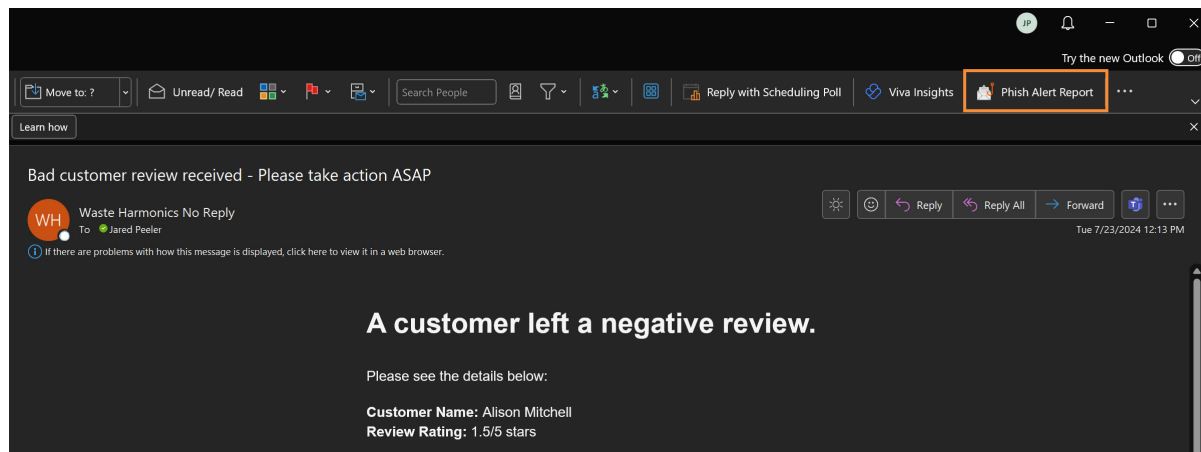 JP
Try the new Outlook Off
Move to: ? Unread/ Read Search People Reply with Scheduling Poll Viva Insights Phish Alert Report ...
Learn how
Bad customer review received - Please take action ASAP
WH Waste Harmonics No Reply
To Jared Peeler
Reply Reply All Forward ...
Tue 7/23/2024 12:13 PM
If there are problems with how this message is displayed, click here to view it in a web browser.
A customer left a negative review.
Please see the details below:
Customer Name: Alison Mitchell
Review Rating: 1.5/5 stars